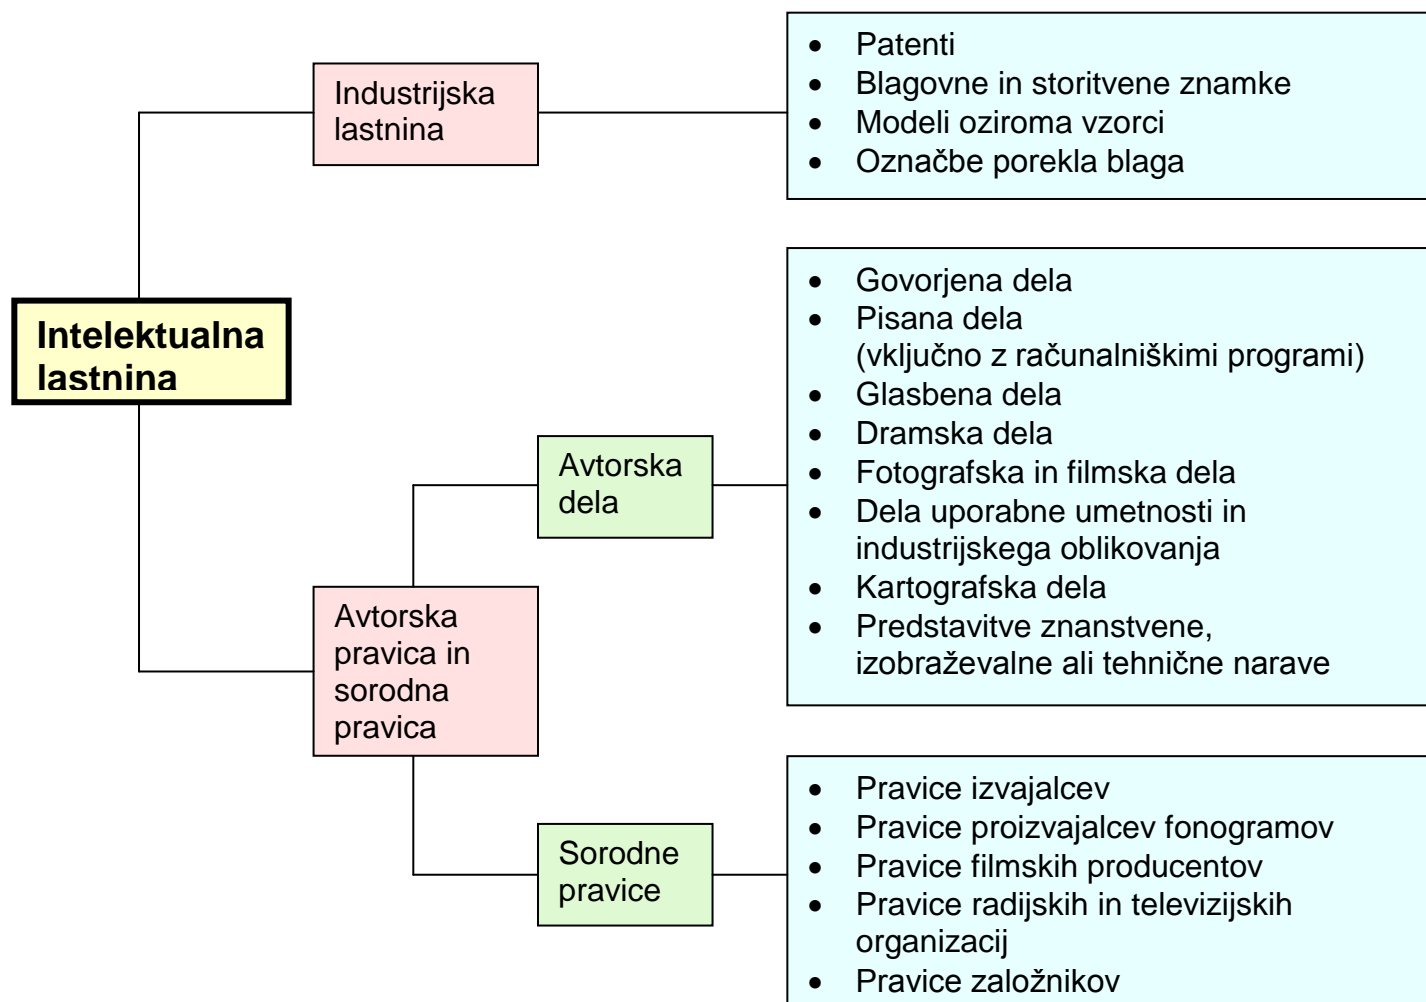 Intelektualna
lastnina
Industrijska
lastnina
• Patenti
• Blagovne in storitvene znamke
• Modeli oziroma vzorci
• Označbe porekla blaga
Avtorska
pravica in
sorodna
pravica
Avtorska
dela
• Govorjena dela
• Pisana dela
(vključno z računalniškimi programi)
• Glasbena dela
• Dramska dela
• Fotografska in filmska dela
• Dela uporabne umetnosti in
industrijskega oblikovanja
• Kartografska dela
• Predstavitve znanstvene,
izobraževalne ali tehnične narave
Sorodne
pravice
• Pravice izvajalcev
• Pravice proizvajalcev fonogramov
• Pravice filmskih producentov
• Pravice radijskih in televizijskih
organizacij
• Pravice založnikov